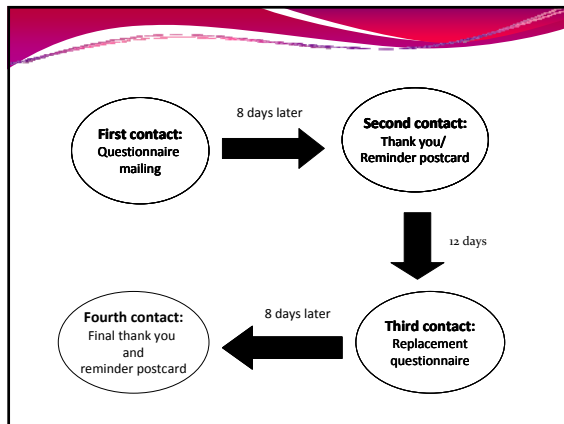 8 days later
First contact:
Questionnaire
mailing
Second contact:
Thank you/
Reminder postcard
12 days
Third contact:
Replacement
questionnaire
8 days later
Fourth contact:
Final thank you
and
reminder postcard